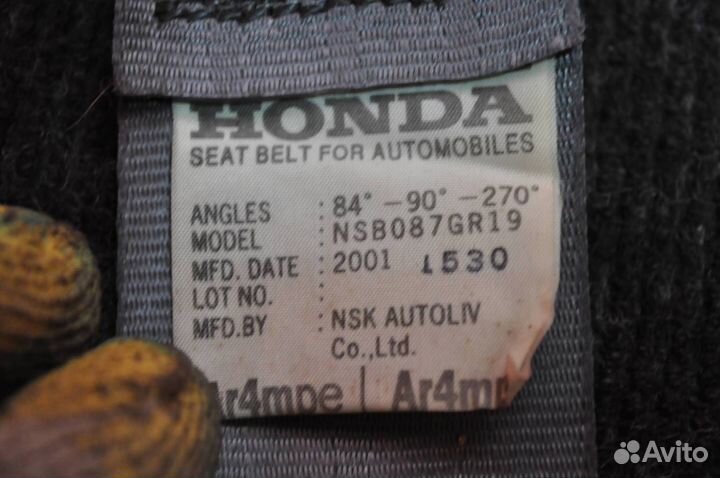 HONDA
SEAT BELT FOR AUTOMOBILES
ANGLES : 84° -90° -270°
MODEL : NSB087GR19
MFD. DATE : 2001 1530
LOT NO. :
MFD.BY : NSK AUTOLIV
Co.,Ltd.
Ar4mpe | Ar4mp
Avito